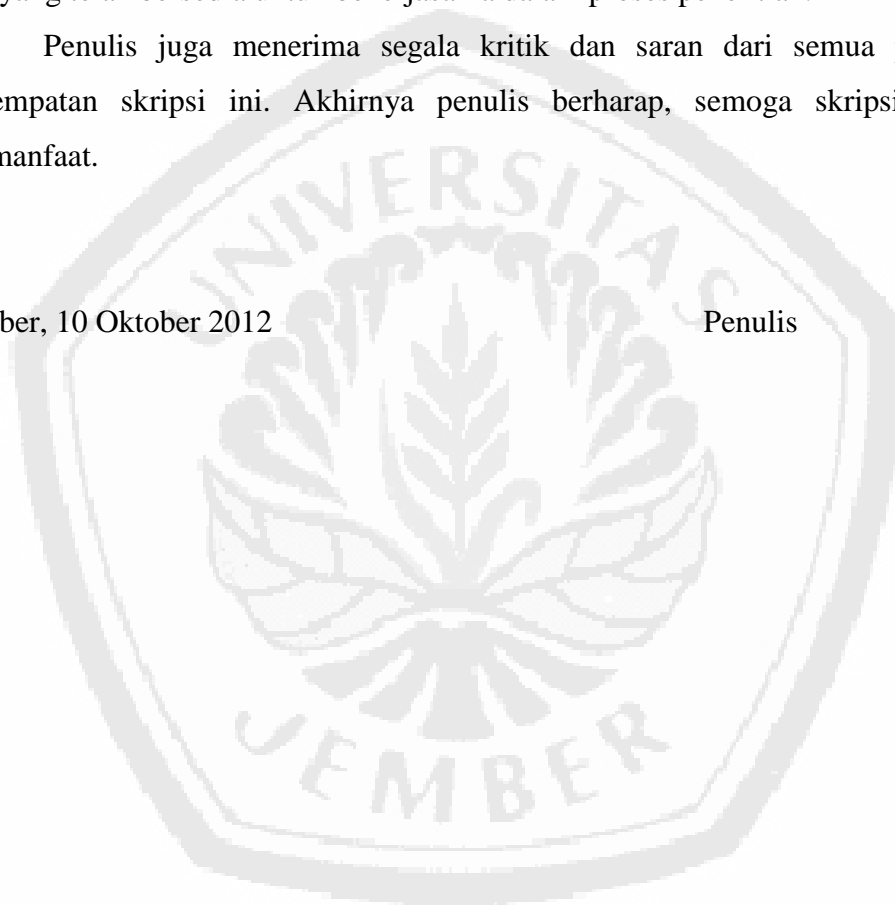 Penulis juga menerima segala kritik dan saran dari semua
empatan skripsi ini. Akhirnya penulis berharap, semoga skripsi
manfaat.
ber, 10 Oktober 2012 Penulis
UNIVERSITAS
JEMBER